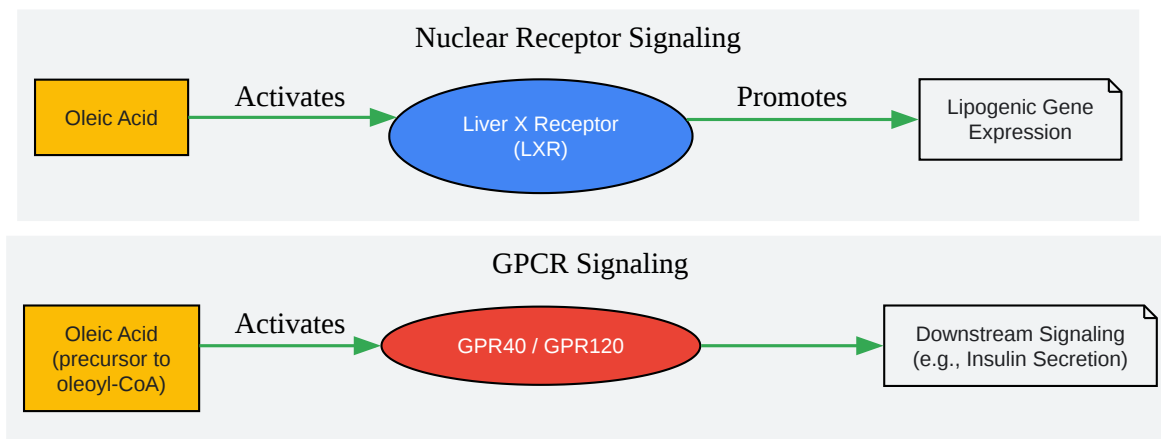 Nuclear Receptor Signaling
Oleic Acid
Activates
Liver X Receptor
(LXR)
Promotes
Lipogenic Gene
Expression
GPCR Signaling
Oleic Acid
(precursor to
oleoyl-CoA)
Activates
GPR40 / GPR120
Downstream Signaling
(e.g., Insulin Secretion)